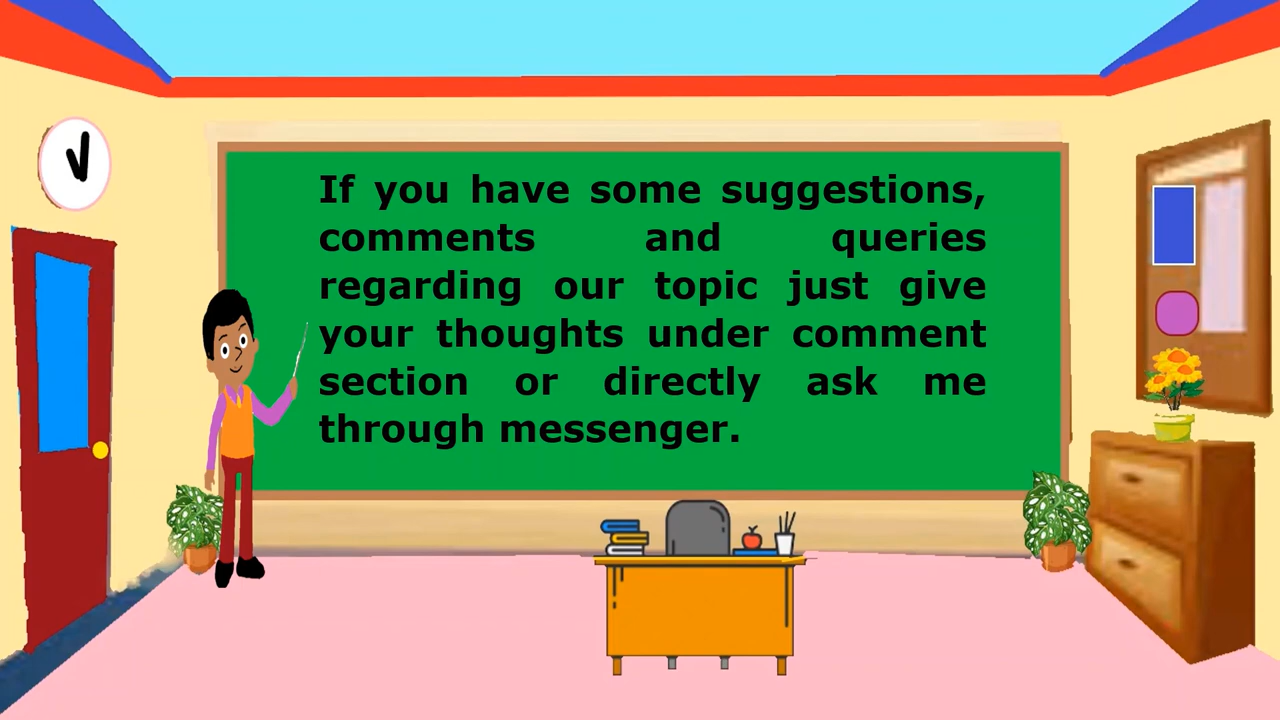 If you have some suggestions,
comments and queries
regarding our topic just give
your thoughts under comment
section or directly ask me
through messenger.